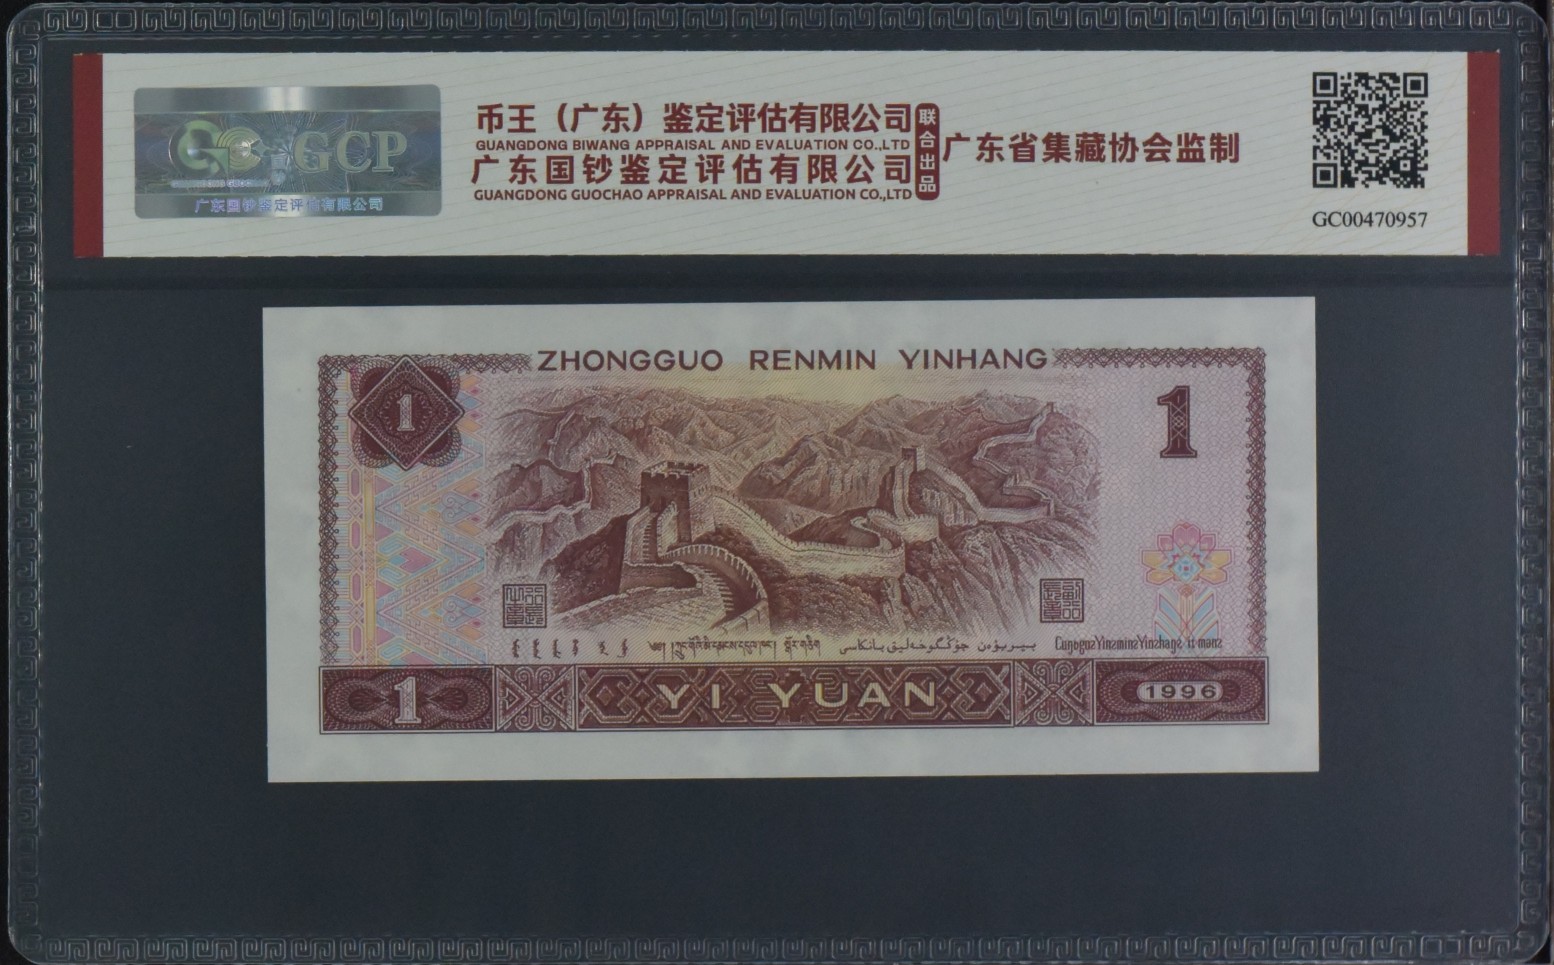 GCP
广东国钞鉴定评估有限公司
币王（广东）鉴定评估有限公司
GUANGDONG BIWANG APPRAISAL AND EVALUATION CO.,LTD
广东国钞鉴定评估有限公司
GUANGDONG GUOCHAO APPRAISAL AND EVALUATION CO.,LTD
联合出品
广东省集藏协会监制
GC00470957
ZHONGGUO RENMIN YINHANG
1
1
1
YI YUAN
1996